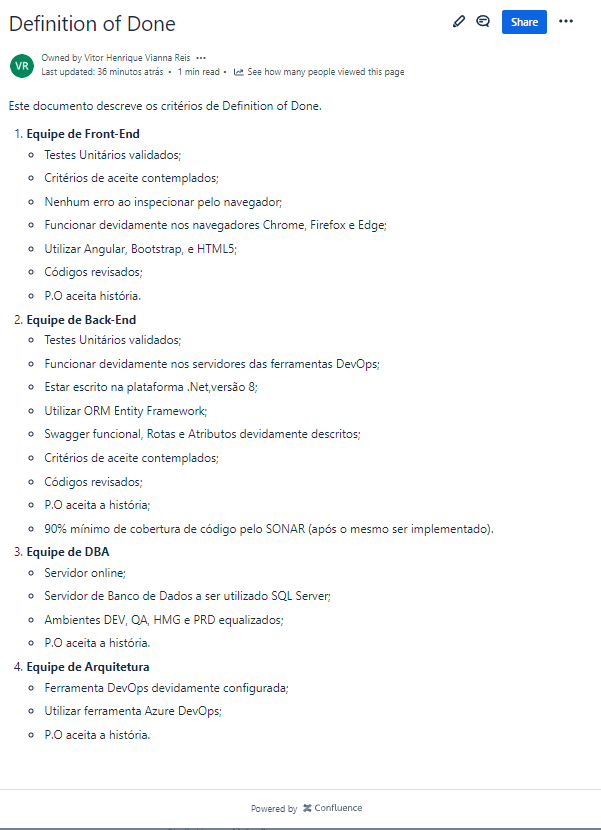 Definition of Done
Share
VR
Owned by Vitor Henrique Vianna Reis
Last updated: 36 minutos atrás • 1 min read • See how many people viewed this page
Este documento descreve os critérios de Definition of Done.
1. Equipe de Front-End
Testes Unitários validados;
Critérios de aceite contemplados;
Nenhum erro ao inspecionar pelo navegador;
Funcionar devidamente nos navegadores Chrome, Firefox e Edge;
Utilizar Angular, Bootstrap, e HTML5;
Códigos revisados;
P.O aceita história.
2. Equipe de Back-End
Testes Unitários validados;
Funcionar devidamente nos servidores das ferramentas DevOps;
Estar escrito na plataforma .Net,versão 8;
Utilizar ORM Entity Framework;
Swagger funcional, Rotas e Atributos devidamente descritos;
Critérios de aceite contemplados;
Códigos revisados;
P.O aceita a história;
90% mínimo de cobertura de código pelo SONAR (após o mesmo ser implementado).
3. Equipe de DBA
Servidor online;
Servidor de Banco de Dados a ser utilizado SQL Server;
Ambientes DEV, QA, HMG e PRD equalizados;
P.O aceita a história.
4. Equipe de Arquitetura
Ferramenta DevOps devidamente configurada;
Utilizar ferramenta Azure DevOps;
P.O aceita a história.
Powered by Confluence